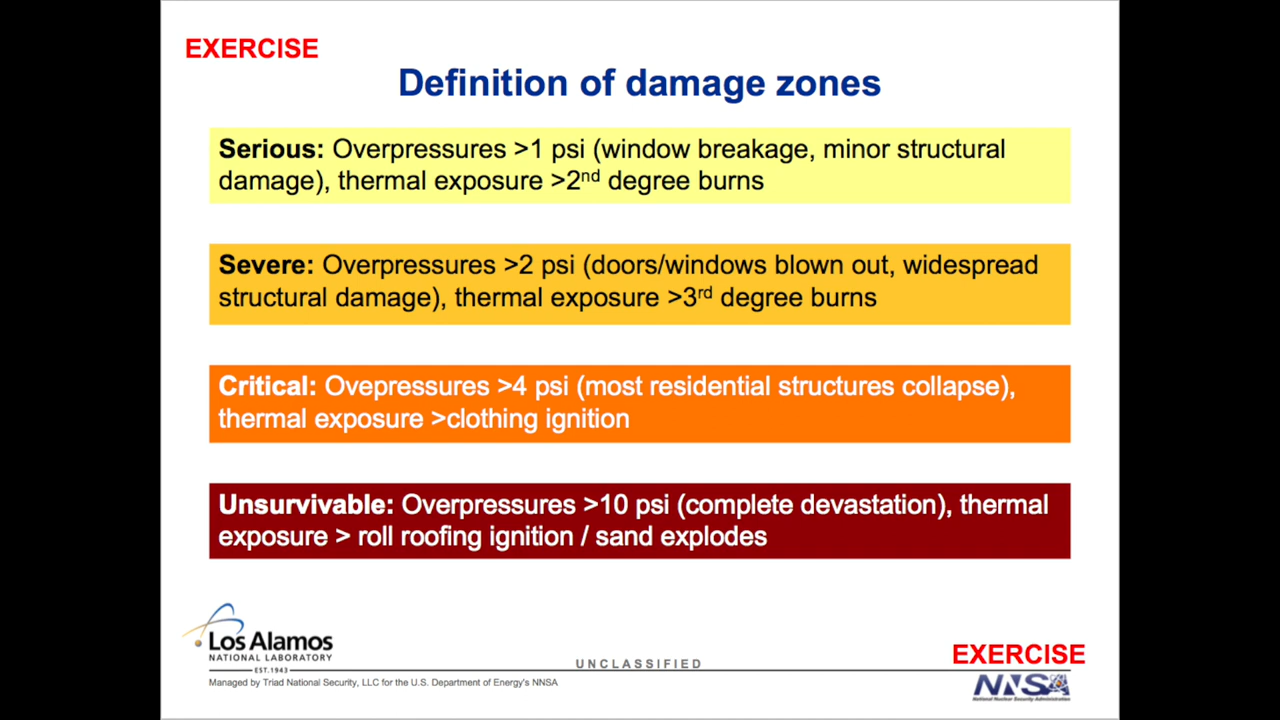 EXERCISE
Definition of damage zones
Serious: Overpressures >1 psi (window breakage, minor structural
damage), thermal exposure >2nd degree burns
Severe: Overpressures >2 psi (doors/windows blown out, widespread
structural damage), thermal exposure >3rd degree burns
Critical: Ovepressures >4 psi (most residential structures collapse),
thermal exposure >clothing ignition
Unsurvivable: Overpressures >10 psi (complete devastation), thermal
exposure > roll roofing ignition / sand explodes
Los Alamos
NATIONAL LABORATORY
EST.1943
Managed by Triad National Security, LLC for the U.S. Department of Energy's NNSA
UNCLASSIFIED
EXERCISE
NNSA
National Nuclear Security Administration